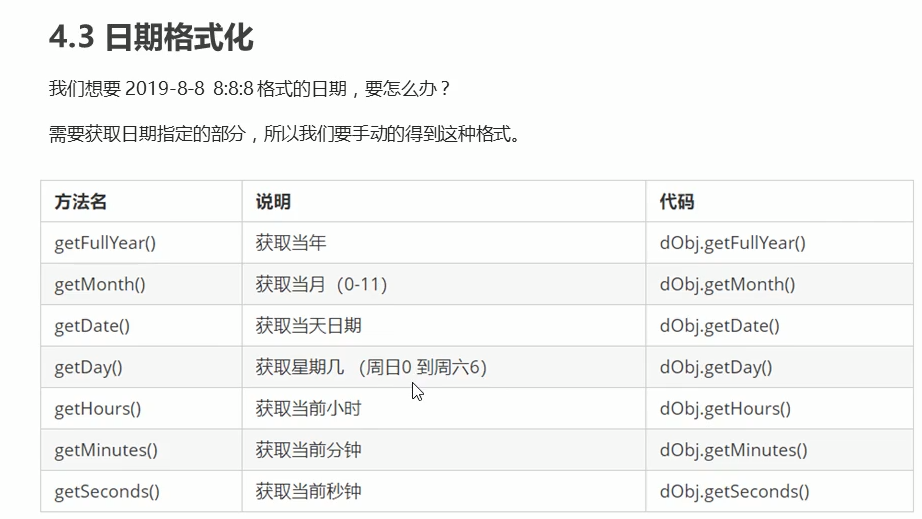 4.3 日期格式化
我们想要 2019-8-8 8:8:8 格式的日期，要怎么办？
需要获取日期指定的部分，所以我们要手动的得到这种格式。
方法名 说明 代码
getFullYear() 获取当年 dObj.getFullYear()
getMonth() 获取当月（0-11） dObj.getMonth()
getDate() 获取当天日期 dObj.getDate()
getDay() 获取星期几 （周日0 到周六6） dObj.getDay()
getHours() 获取当前小时 dObj.getHours()
getMinutes() 获取当前分钟 dObj.getMinutes()
getSeconds() 获取当前秒钟 dObj.getSeconds()